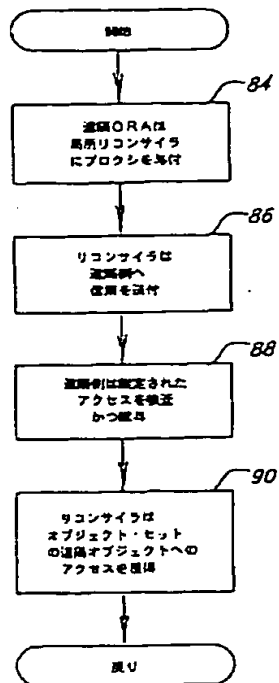 開始
84
遠隔ORAは
局所リコンサイラ
にプロクシを送付
86
リコンサイラは
遠隔側へ
信用を送付
88
遠隔側は限定された
アクセスを検証
かつ賦与
90
リコンサイラは
オブジェクト・セット
の遠隔オブジェクトへの
アクセスを獲得
戻り